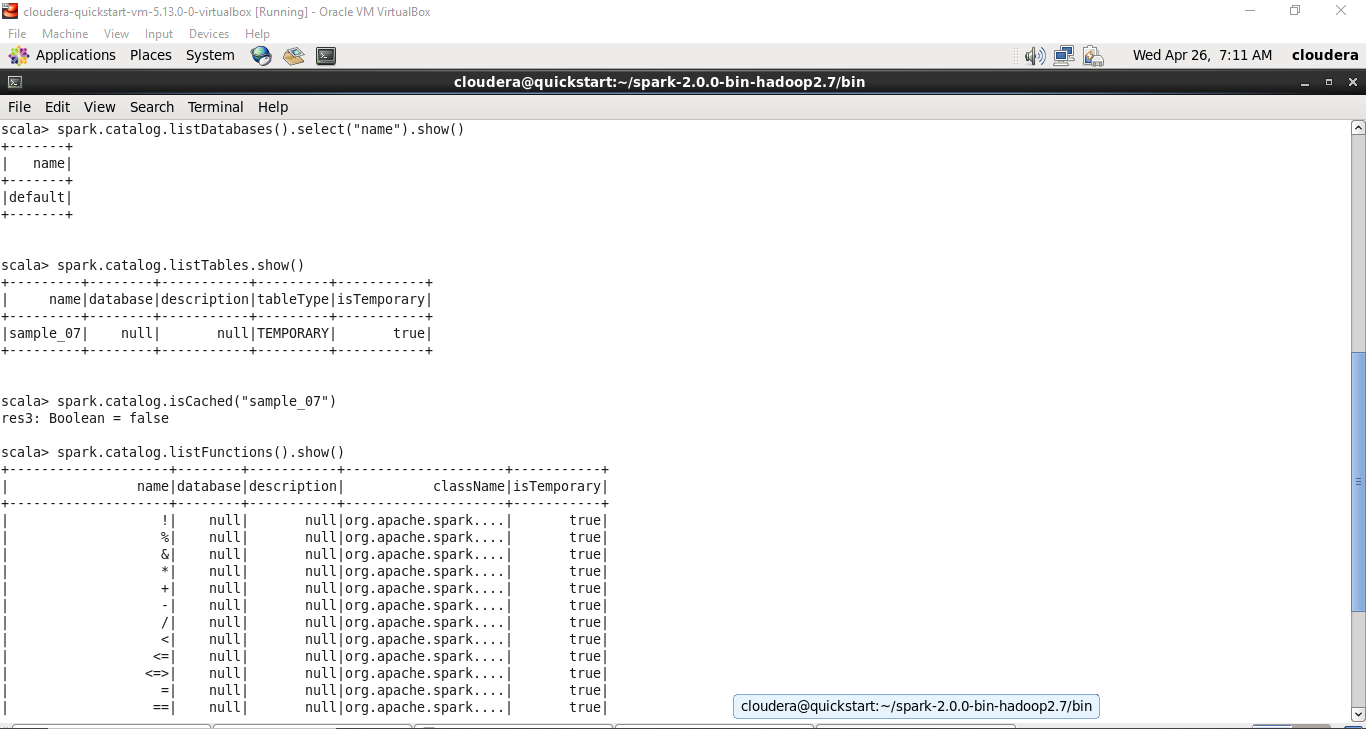 cloudera-quickstart-vm-5.13.0-0-virtualbox [Running] - Oracle VM VirtualBox
File Machine View Input Devices Help
Applications Places System Wed Apr 26, 7:11 AM cloudera
cloudera@quickstart:~/spark-2.0.0-bin-hadoop2.7/bin
File Edit View Search Terminal Help
scala> spark.catalog.listDatabases().select("name").show()
+-------+
|   name|
+-------+
|default|
+-------+
scala> spark.catalog.listTables.show()
+---------+--------+-----------+---------+-----------+
|     name|database|description|tableType|isTemporary|
+---------+--------+-----------+---------+-----------+
|sample_07|    null|       null|TEMPORARY|       true|
+---------+--------+-----------+---------+-----------+
scala> spark.catalog.isCached("sample_07")
res3: Boolean = false
scala> spark.catalog.listFunctions().show()
+--------------------+--------+-----------+--------------------+-----------+
|                name|database|description|           className|isTemporary|
+--------------------+--------+-----------+--------------------+-----------+
|                   !|    null|       null|org.apache.spark....|       true|
|                   %|    null|       null|org.apache.spark....|       true|
|                   &|    null|       null|org.apache.spark....|       true|
|                   *|    null|       null|org.apache.spark....|       true|
|                   +|    null|       null|org.apache.spark....|       true|
|                   -|    null|       null|org.apache.spark....|       true|
|                   /|    null|       null|org.apache.spark....|       true|
|                   <|    null|       null|org.apache.spark....|       true|
|                  <=|    null|       null|org.apache.spark....|       true|
|                 <=>|    null|       null|org.apache.spark....|       true|
|                   =|    null|       null|org.apache.spark....|       true|
|                  ==|    null|       null|org.apache.spark....|       true|
cloudera@quickstart:~/spark-2.0.0-bin-hadoop2.7/bin